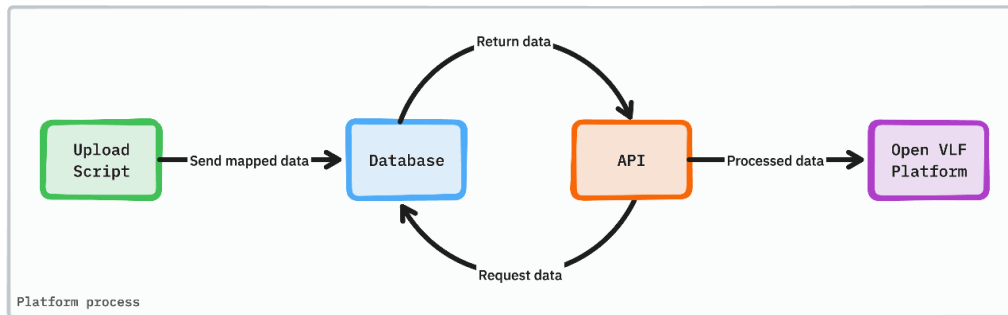 Return data
Upload
Script
Send mapped data
Database
API
Processed data
Open VLF
Platform
Request data
Platform process